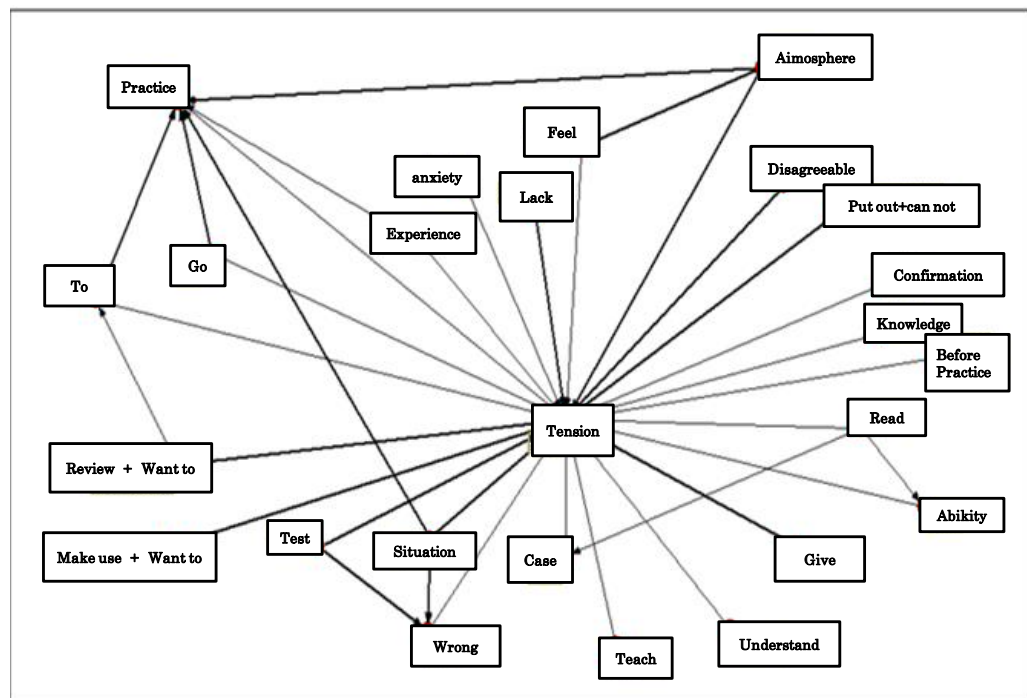 Aimosphere
Practice
Feel
Disagreeable
anxiety
Lack
Put out+can not
Experience
Go
Confirmation
To
Knowledge
Before
Practice
Read
Tension
Review + Want to
Abikity
Test
Situation
Make use + Want to
Case
Give
Wrong
Understand
Teach